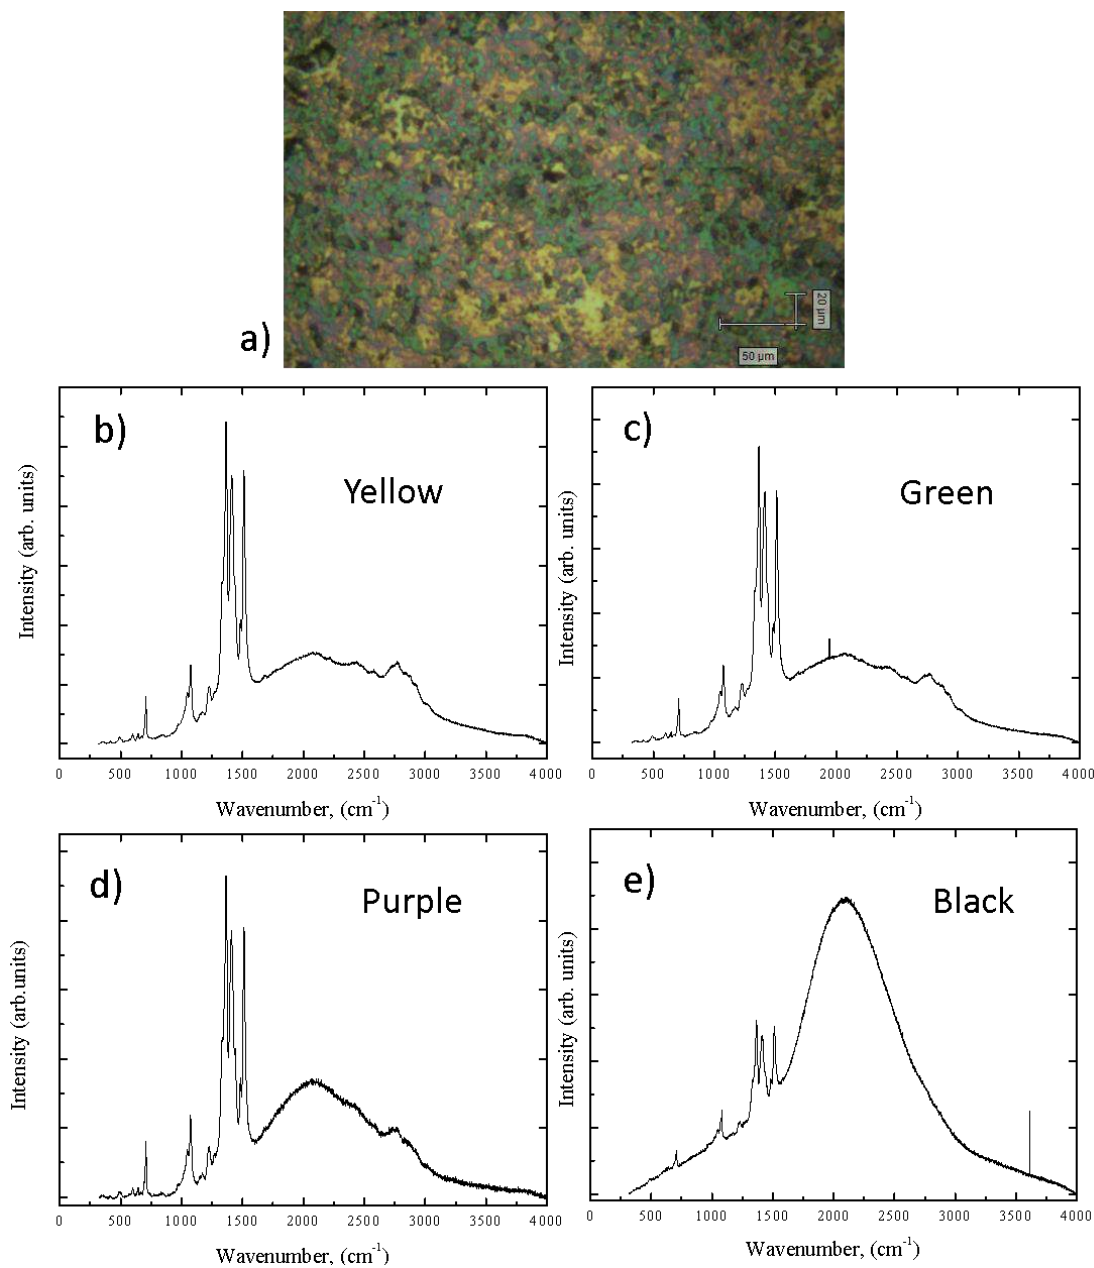 a)
20 µm
50 µm
b)
Yellow
Intensity (arb. units)
0 500 1000 1500 2000 2500 3000 3500 4000
Wavenumber, (cm-1)
c)
Green
Intensity (arb. units)
0 500 1000 1500 2000 2500 3000 3500 4000
Wavenumber, (cm-1)
d)
Purple
Intensity (arb.units)
0 500 1000 1500 2000 2500 3000 3500 4000
Wavenumber, (cm-1)
e)
Black
Intensity (arb. units)
0 500 1000 1500 2000 2500 3000 3500 4000
Wavenumber, (cm-1)